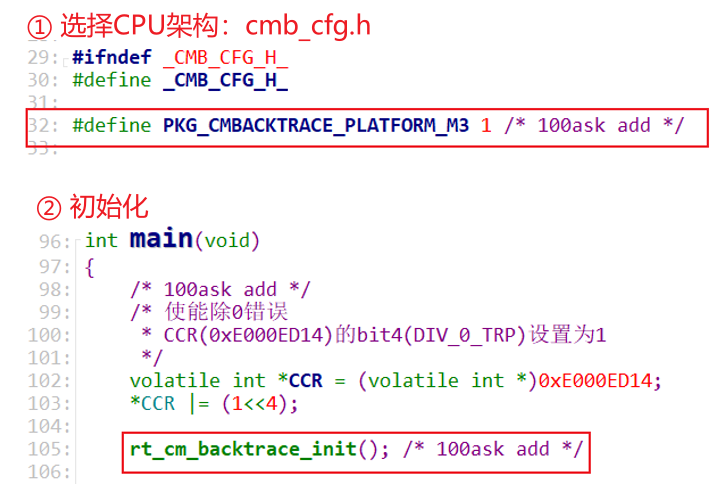 ① 选择CPU架构：cmb_cfg.h
29: #ifndef _CMB_CFG_H_
30: #define _CMB_CFG_H_
31:
32: #define PKG_CMBACKTRACE_PLATFORM_M3 1 /* 100ask add */
33:
② 初始化
96: int main(void)
97: {
98: /* 100ask add */
99: /* 使能除0错误
100: * CCR(0xE000ED14)的bit4(DIV_0_TRP)设置为1
101: */
102: volatile int *CCR = (volatile int *)0xE000ED14;
103: *CCR |= (1<<4);
104:
105: rt_cm_backtrace_init(); /* 100ask add */
106: